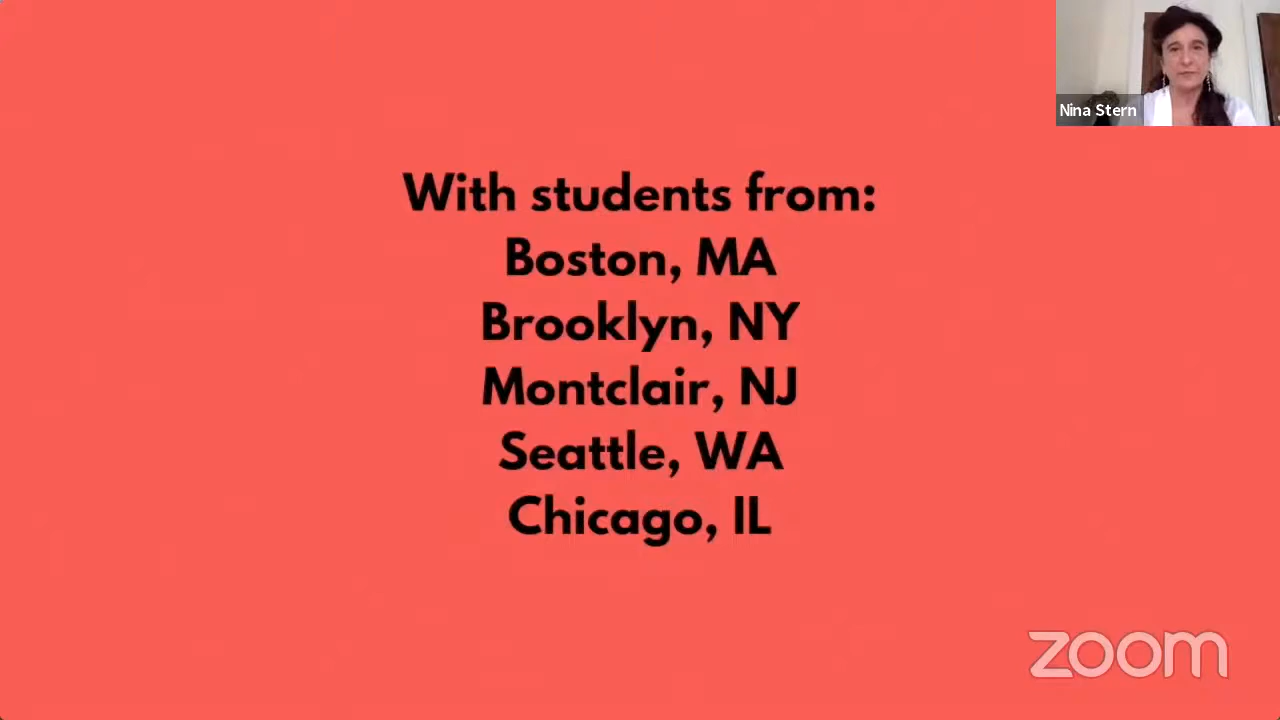 Nina Stern
With students from:
Boston, MA
Brooklyn, NY
Montclair, NJ
Seattle, WA
Chicago, IL
zoom